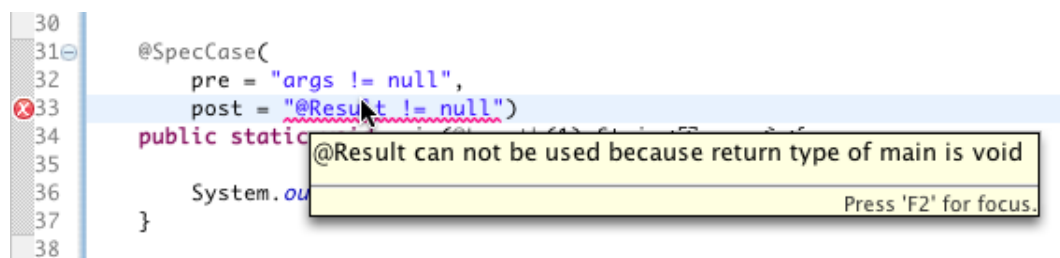 30
31 @SpecCase(
32 pre = "args != null",
33 post = "@Result != null")
34 public static
@Result can not be used because return type of main is void
35
36 System.ou
Press 'F2' for focus.
37 }
38